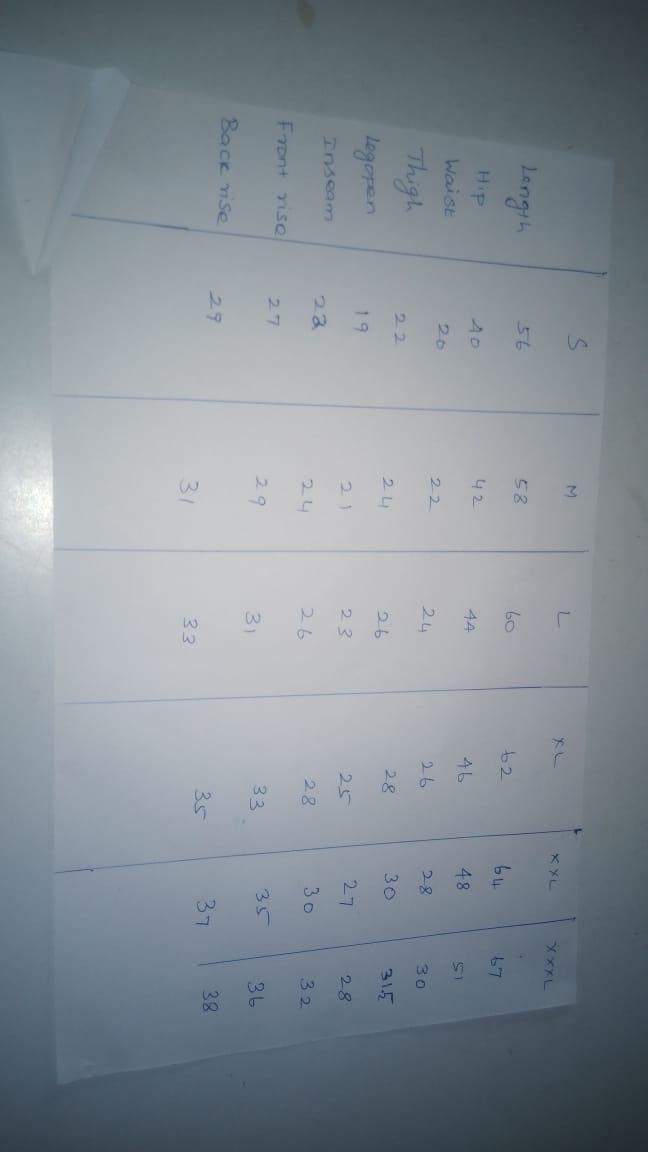 S M L XL XXL XXXL
Length 56 58 60 62 64 67
Hip 40 42 44 46 48 51
Waist 20 22 24 26 28 30
Thigh 22 24 26 28 30 31.5
Legopen 19 21 23 25 27 28
Inseam 22 24 26 28 30 32
Front rise 27 29 31 33 35 36
Back rise 29 31 33 35 37 38